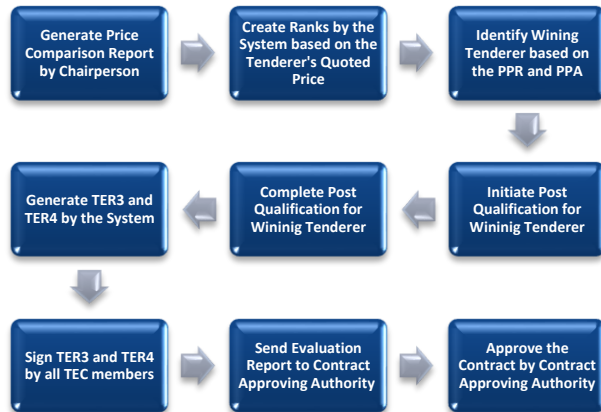 Generate Price
Comparison Report
by Chairperson
Create Ranks by the
System based on the
Tenderer's Quoted
Price
Identify Wining
Tenderer based on
the PPR and PPA
Initiate Post
Qualification for
Wininig Tenderer
Complete Post
Qualification for
Wininig Tenderer
Generate TER3 and
TER4 by the System
Sign TER3 and TER4
by all TEC members
Send Evaluation
Report to Contract
Approving Authority
Approve the
Contract by Contract
Approving Authority